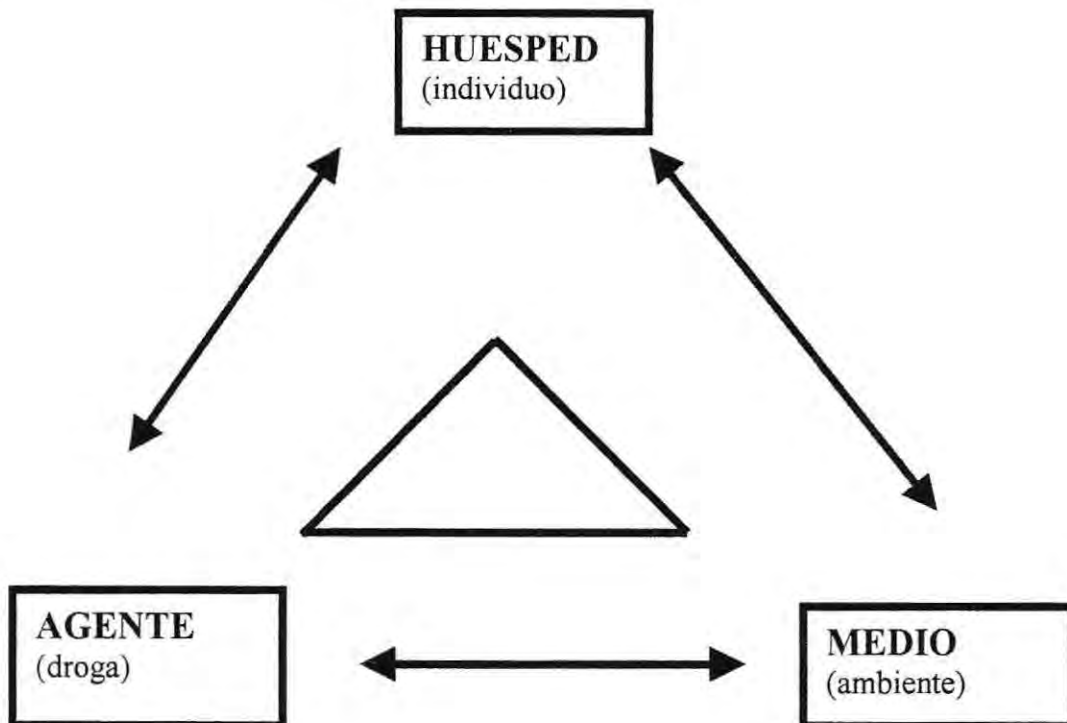 HUESPED
(individuo)
AGENTE
(droga)
MEDIO
(ambiente)